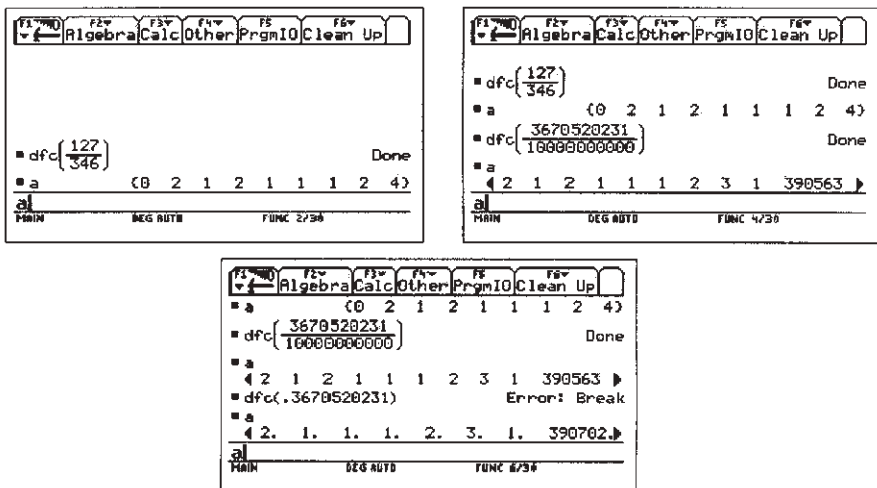 F1 F2 F3 F4 F5 F6
Algebra Calc Other PrgmIO Clean Up
127
dfc( ) Done
346
a {0 2 1 2 1 1 1 2 4}
a
MAIN DEG AUTO FUNC 2/30
F1 F2 F3 F4 F5 F6
Algebra Calc Other PrgmIO Clean Up
127
dfc( ) Done
346
a {0 2 1 2 1 1 1 2 4}
3670520231
dfc( ) Done
10000000000
a
2 1 2 1 1 1 2 3 1 390563
a
MAIN DEG AUTO FUNC 4/30
F1 F2 F3 F4 F5 F6
Algebra Calc Other PrgmIO Clean Up
a {0 2 1 2 1 1 1 2 4}
3670520231
dfc( ) Done
10000000000
a
2 1 2 1 1 1 2 3 1 390563
dfc(.3670520231) Error: Break
a
2. 1. 1. 1. 2. 3. 1. 390702.
a
MAIN DEG AUTO FUNC 6/30